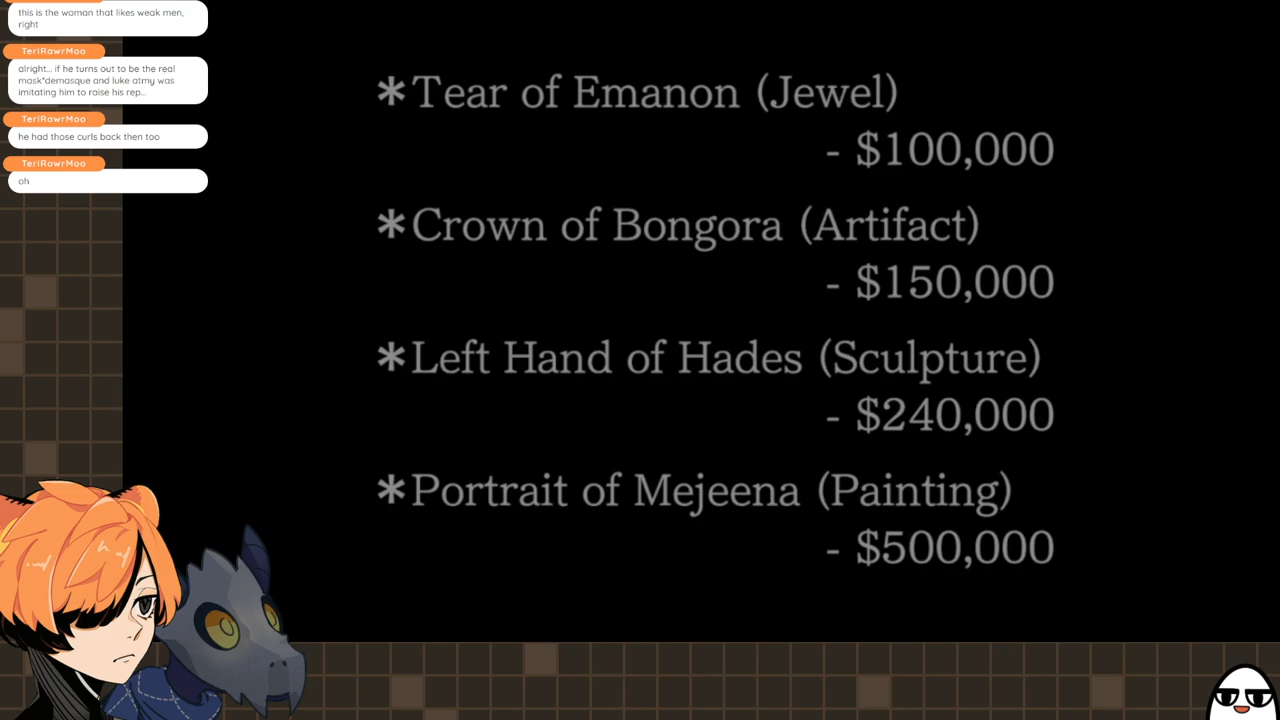 this is the woman that likes weak men,
right
TeriRawrMoo
alright... if he turns out to be the real
mask*demasque and luke atmy was
imitating him to raise his rep...
TeriRawrMoo
he had those curls back then too
TeriRawrMoo
oh
*Tear of Emanon (Jewel)
- $100,000
*Crown of Bongora (Artifact)
- $150,000
*Left Hand of Hades (Sculpture)
- $240,000
*Portrait of Mejeena (Painting)
- $500,000